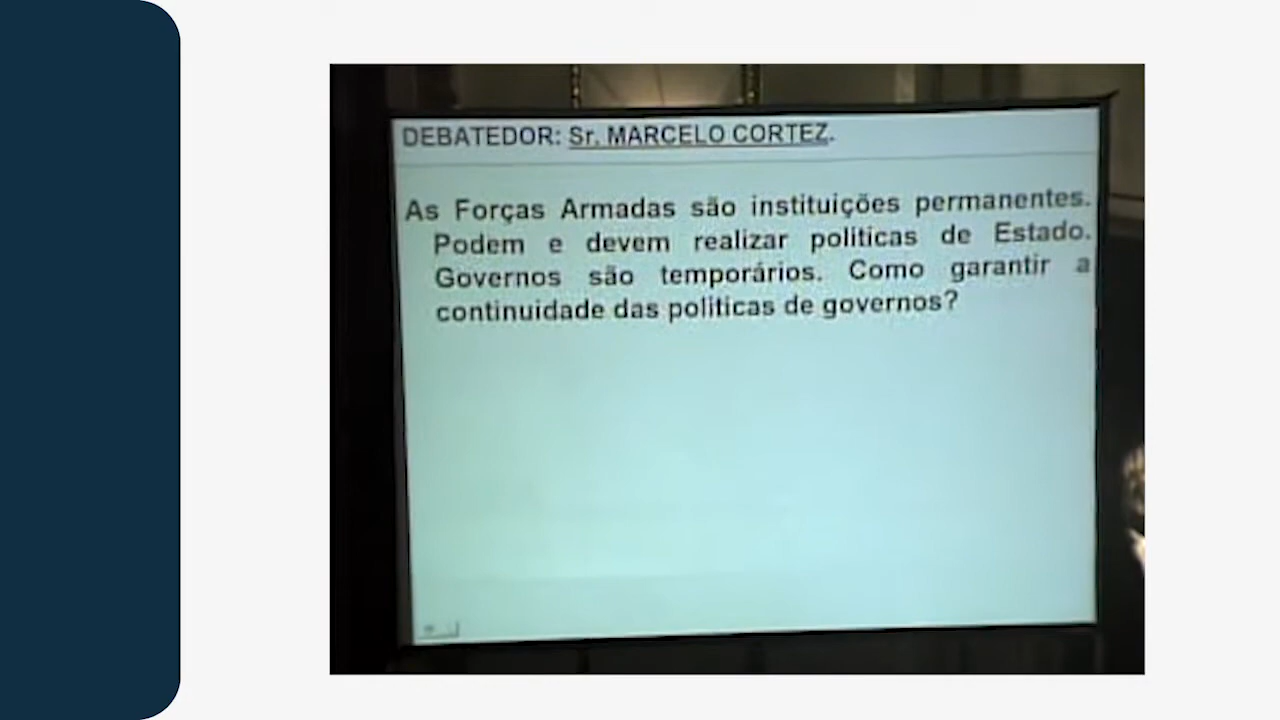 DEBATEDOR: Sr. MARCELO CORTEZ.
As Forças Armadas são instituições permanentes.
Podem e devem realizar politicas de Estado.
Governos são temporários. Como garantir a
continuidade das politicas de governos?